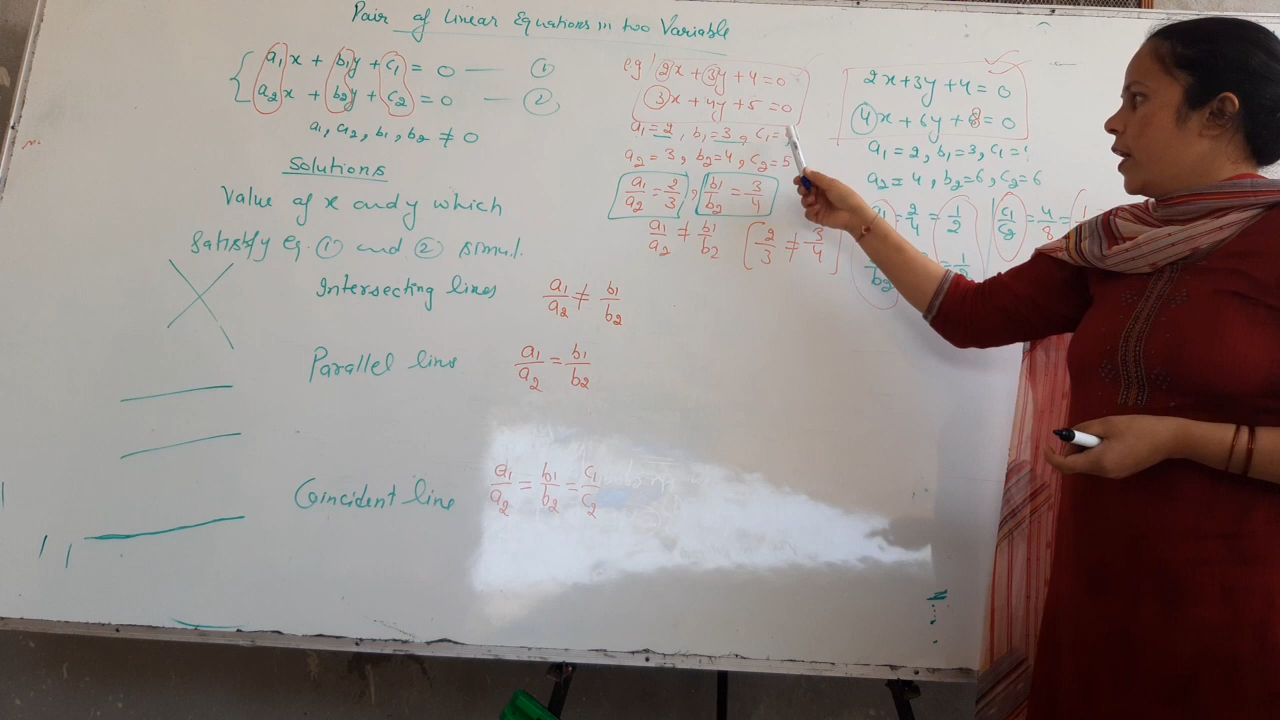 Pair of Linear Equations in two Variable
a₁x + b₁y + c₁ = 0 — ①
a₂x + b₂y + c₂ = 0 — ②
a₁, a₂, b₁, b₂ ≠ 0
Solutions
Value of x and y which
Satisfy eq. ① and ② simul.
Intersecting lines a₁/a₂ ≠ b₁/b₂
Parallel line a₁/a₂ = b₁/b₂
Coincident line a₁/a₂ = b₁/b₂ = c₁/c₂
e.g 2x + 3y + 4 = 0
3x + 4y + 5 = 0
a₁ = 2, b₁ = 3, c₁ =
a₂ = 3, b₂ = 4, c₂ = 5
a₁/a₂ = 2/3, b₁/b₂ = 3/4
a₁/a₂ ≠ b₁/b₂ [2/3 ≠ 3/4]
2x + 3y + 4 = 0
4x + 6y + 8 = 0
a₁ = 2, b₁ = 3, c₁ =
a₂ = 4, b₂ = 6, c₂ = 6
= 2/4 = 1/2 | c₁/c₂ = 4/8 =
b₂